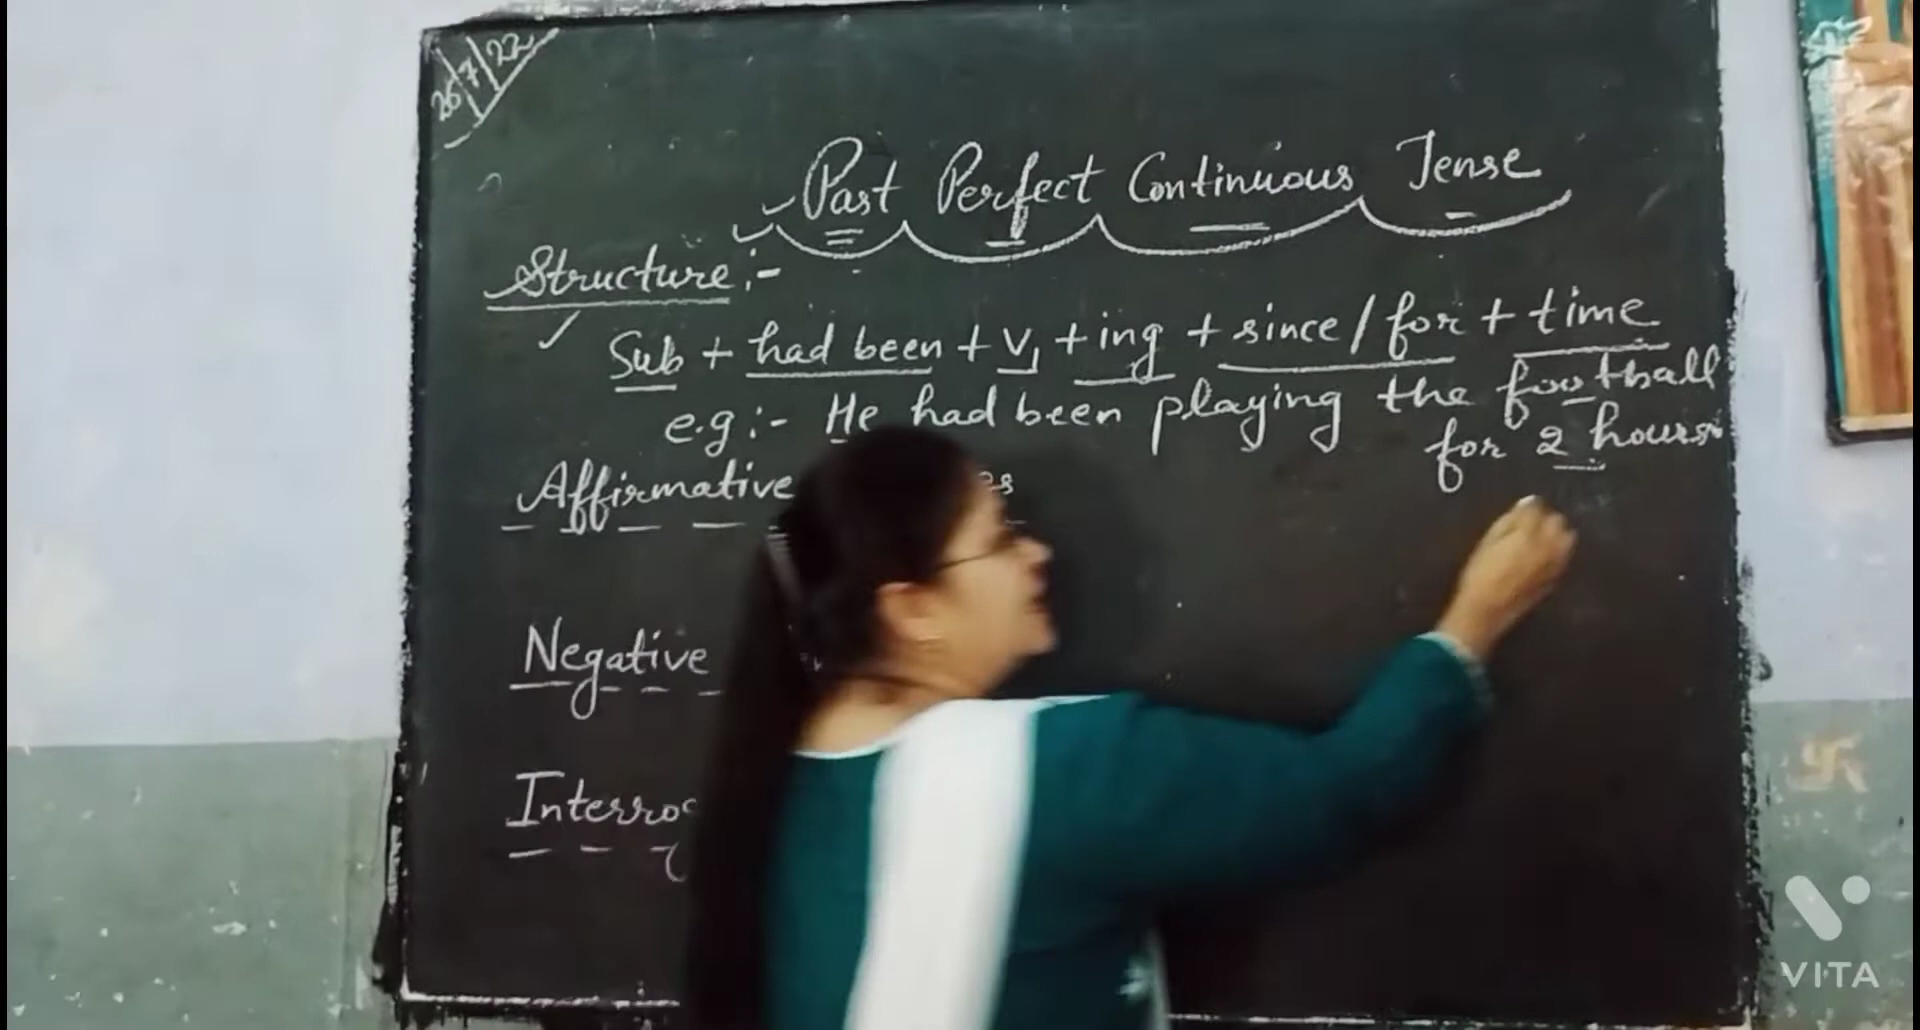 26/7/22
Past Perfect Continuous Tense
Structure :-
Sub + had been + V1 + ing + since / for + time
e.g :- He had been playing the football
for 2 hours.
Affirmative
Negative
VITA